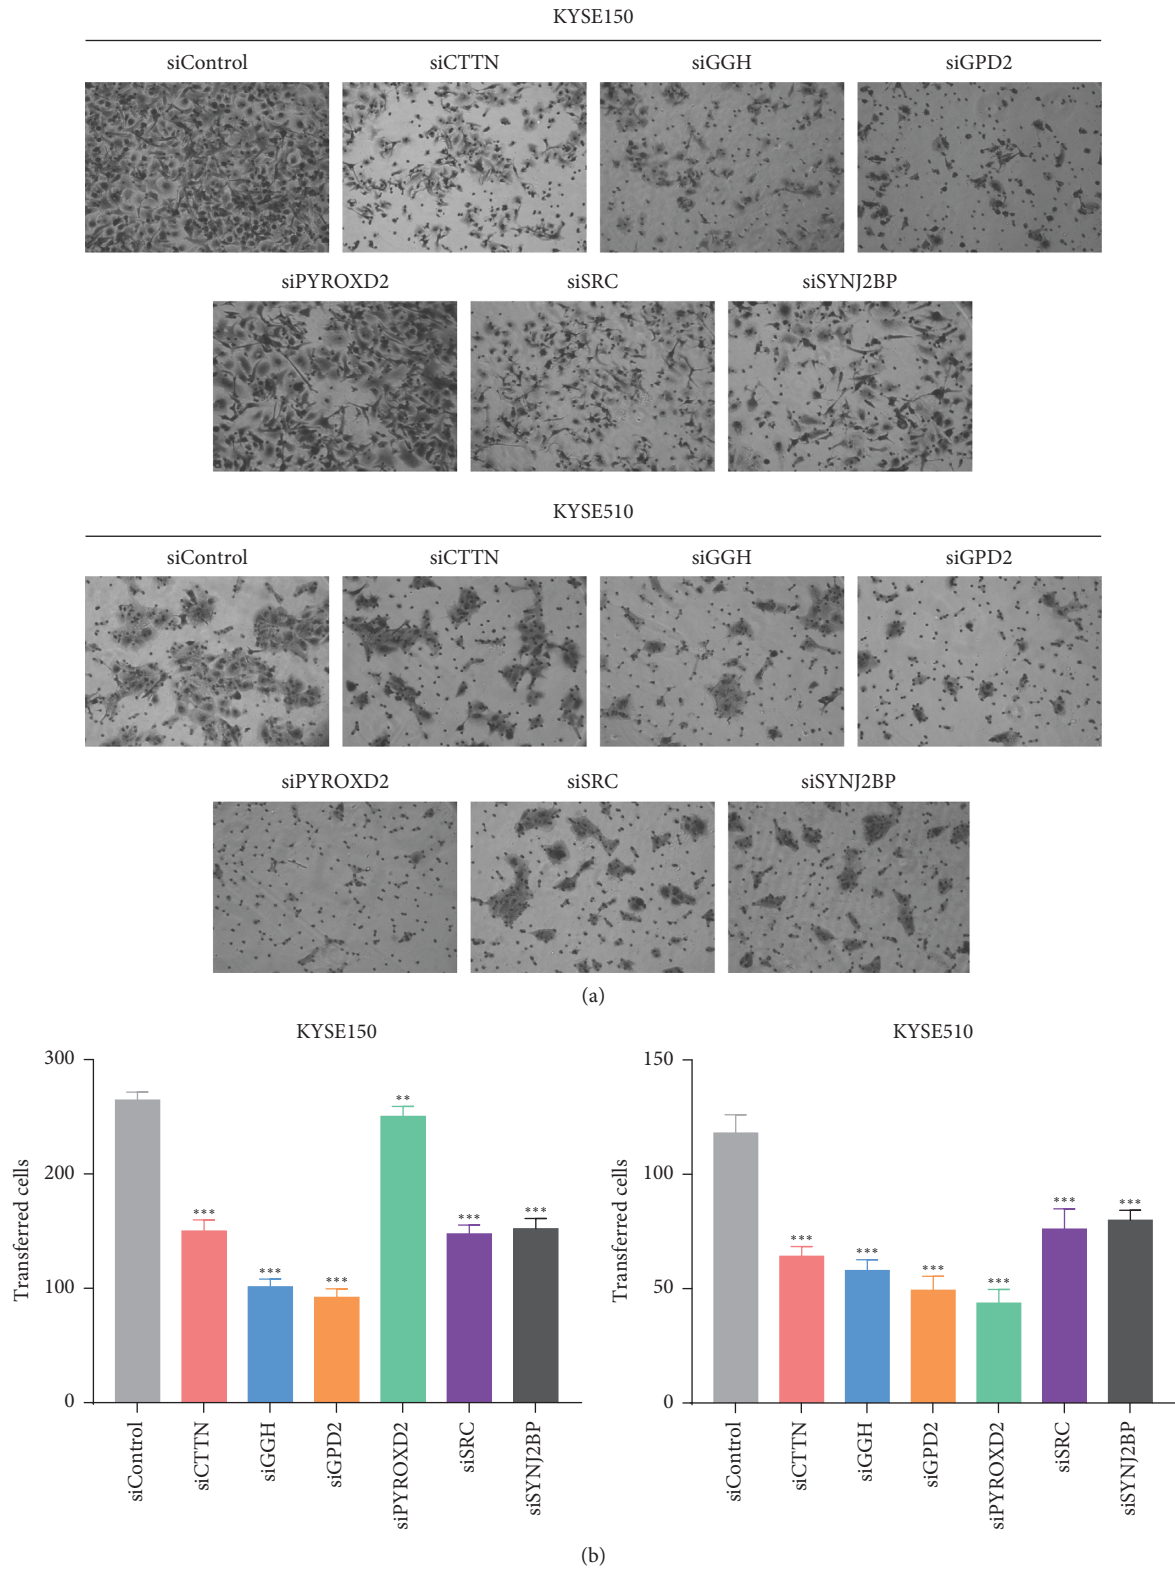 KYSE150
siControl siCTTN siGGH siGPD2
siPYROXD2 siSRC siSYNJ2BP
KYSE510
siControl siCTTN siGGH siGPD2
siPYROXD2 siSRC siSYNJ2BP
(a)
KYSE150
Transferred cells
300
200
100
0
***
***
***
**
***
***
siControl
siCTTN
siGGH
siGPD2
siPYROXD2
siSRC
siSYNJ2BP
KYSE510
Transferred cells
150
100
50
0
***
***
***
***
***
***
siControl
siCTTN
siGGH
siGPD2
siPYROXD2
siSRC
siSYNJ2BP
(b)